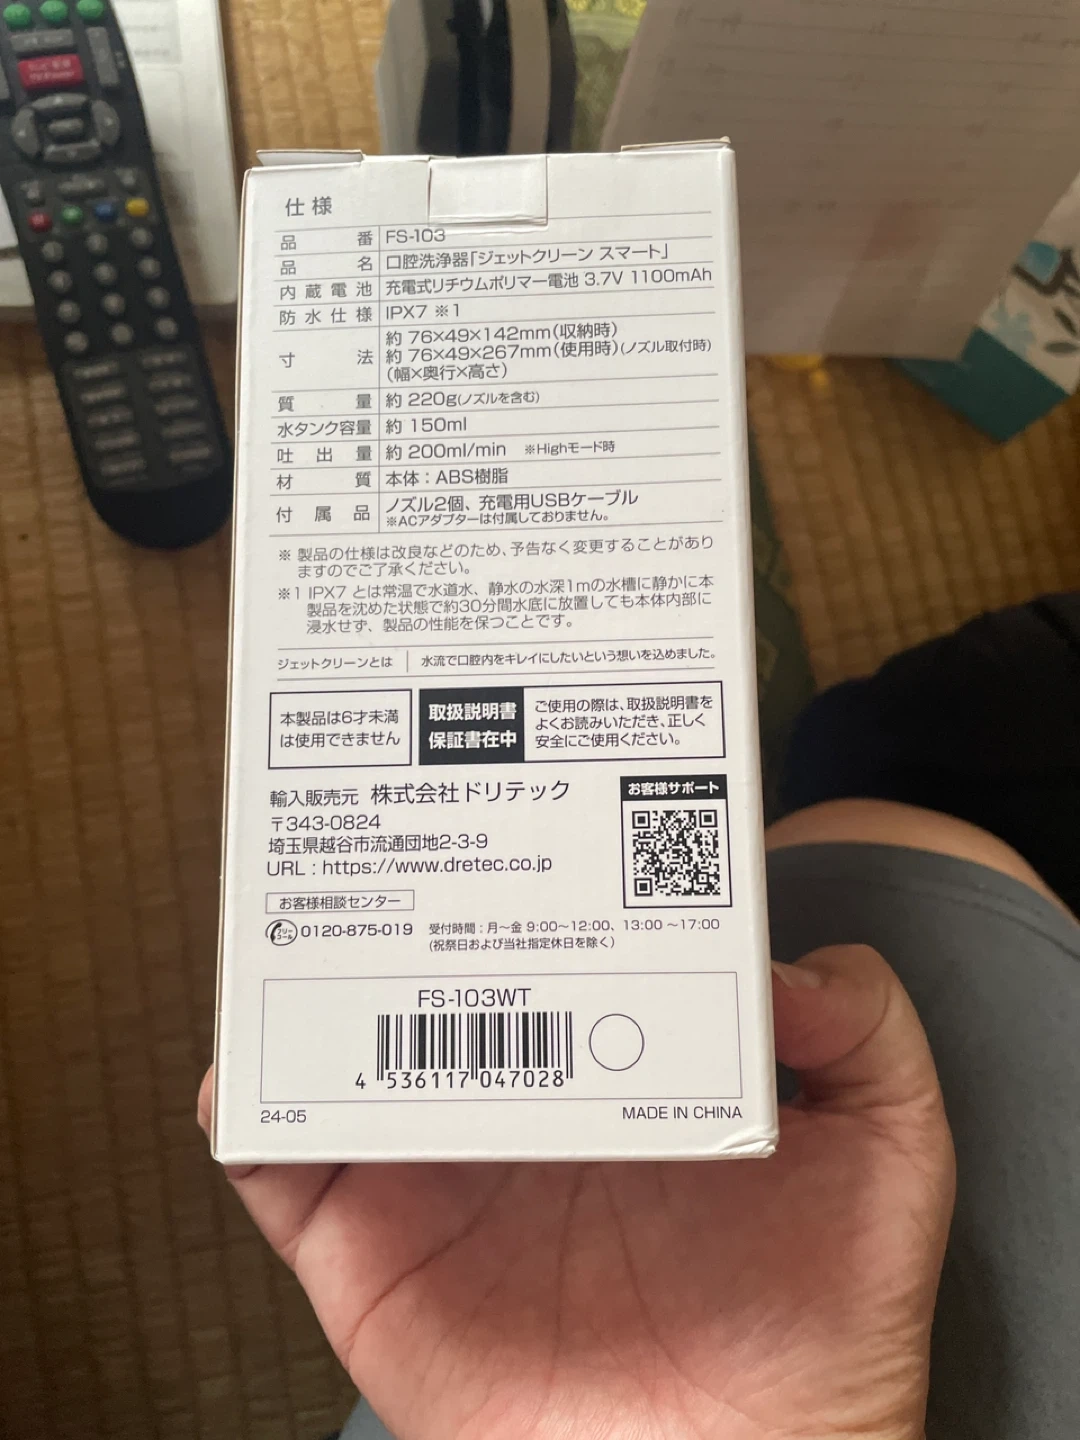 仕様
品番 FS-103
品名 口腔洗浄器「ジェットクリーン スマート」
内蔵電池 充電式リチウムポリマー電池 3.7V 1100mAh
防水仕様 IPX7 ※1
寸法 約 76×49×142mm(収納時)
約 76×49×267mm(使用時)(ノズル取付時)
(幅×奥行×高さ)
質量 約 220g(ノズルを含む)
水タンク容量 約 150ml
吐出量 約 200ml/min ※Highモード時
材質 本体:ABS樹脂
付属品 ノズル2個、充電用USBケーブル
※ACアダプターは付属しておりません。
※ 製品の仕様は改良などのため、予告なく変更することがあり
ますのでご了承ください。
※1 IPX7 とは常温で水道水、静水の水深1mの水槽に静かに本
製品を沈めた状態で約30分間水底に放置しても本体内部に
浸水せず、製品の性能を保つことです。
ジェットクリーンとは 水流で口腔内をキレイにしたいという想いを込めました。
本製品は6才未満
は使用できません
取扱説明書
保証書在中
ご使用の際は、取扱説明書を
よくお読みいただき、正しく
安全にご使用ください。
輸入販売元 株式会社ドリテック
〒343-0824
埼玉県越谷市流通団地2-3-9
URL : https://www.dretec.co.jp
お客様サポート
お客様相談センター
フリーコール 0120-875-019 受付時間:月~金 9:00~12:00、13:00 ~17:00
(祝祭日および当社指定休日を除く)
FS-103WT
4 536117 047028
24-05 MADE IN CHINA